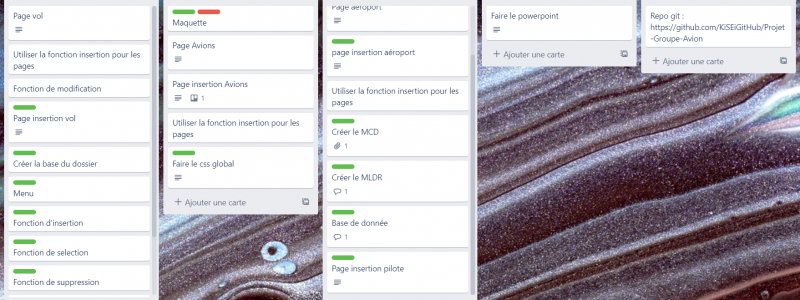 Page vol
Utiliser la fonction insertion pour les
pages
Fonction de modification
Page insertion vol
Créer la base du dossier
Menu
Fonction d'insertion
Fonction de selection
Fonction de suppression
Maquette
Page Avions
Page insertion Avions
1
Utilser la fonction insertion pour les
pages
Faire le css global
+ Ajouter une carte
Page aéroport
page insertion aéroport
Utilser la fonction insertion pour les
pages
Créer le MCD
1
Créer le MLDR
1
Base de donnée
1
Page insertion pilote
Faire le powerpoint
+ Ajouter une carte
Repo git :
https://github.com/KiSEiGitHub/Projet
-Groupe-Avion
+ Ajouter une carte